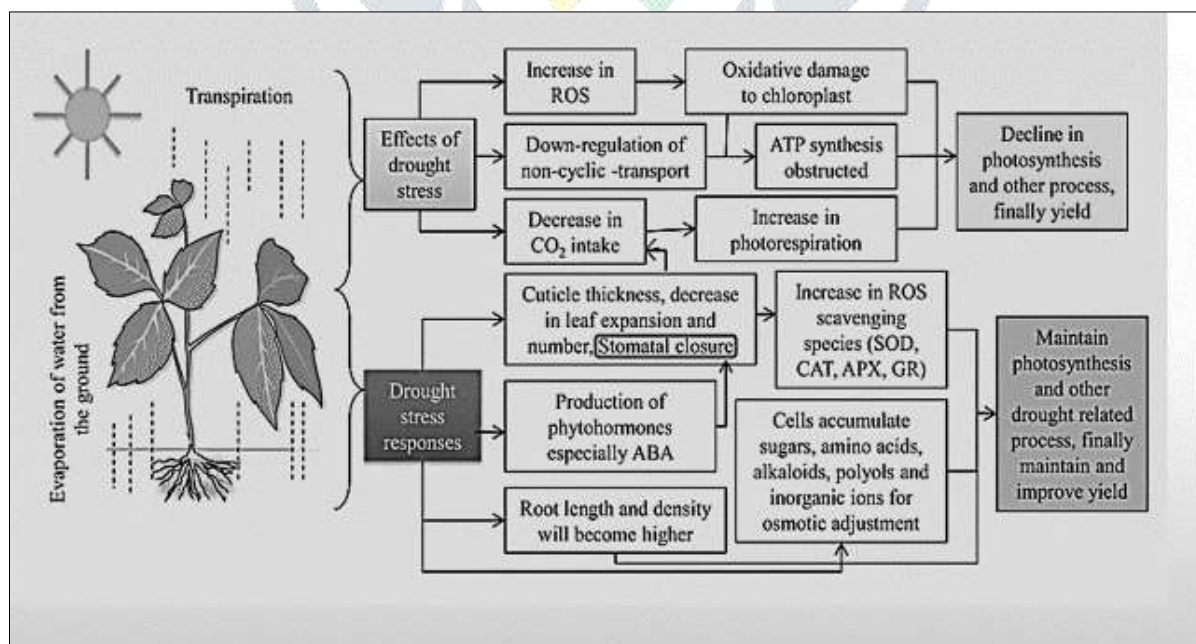 Transpiration
Evaporation of water from
the ground
Effects of
drought
stress
Increase in
ROS
Oxidative damage
to chloroplast
Down-regulation of
non-cyclic -transport
ATP synthesis
obstructed
Decrease in
CO₂ intake
Increase in
photorespiration
Decline in
photosynthesis
and other process,
finally yield
Drought
stress
responses
Cuticle thickness, decrease
in leaf expansion and
number, Stomatal closure
Increase in ROS
scavenging
species (SOD,
CAT, APX, GR)
Production of
phytohormones
especially ABA
Cells accumulate
sugars, amino acids,
alkaloids, polyols and
inorganic ions for
osmotic adjustment
Root length and density
will become higher
Maintain
photosynthesis
and other
drought related
process, finally
maintain and
improve yield